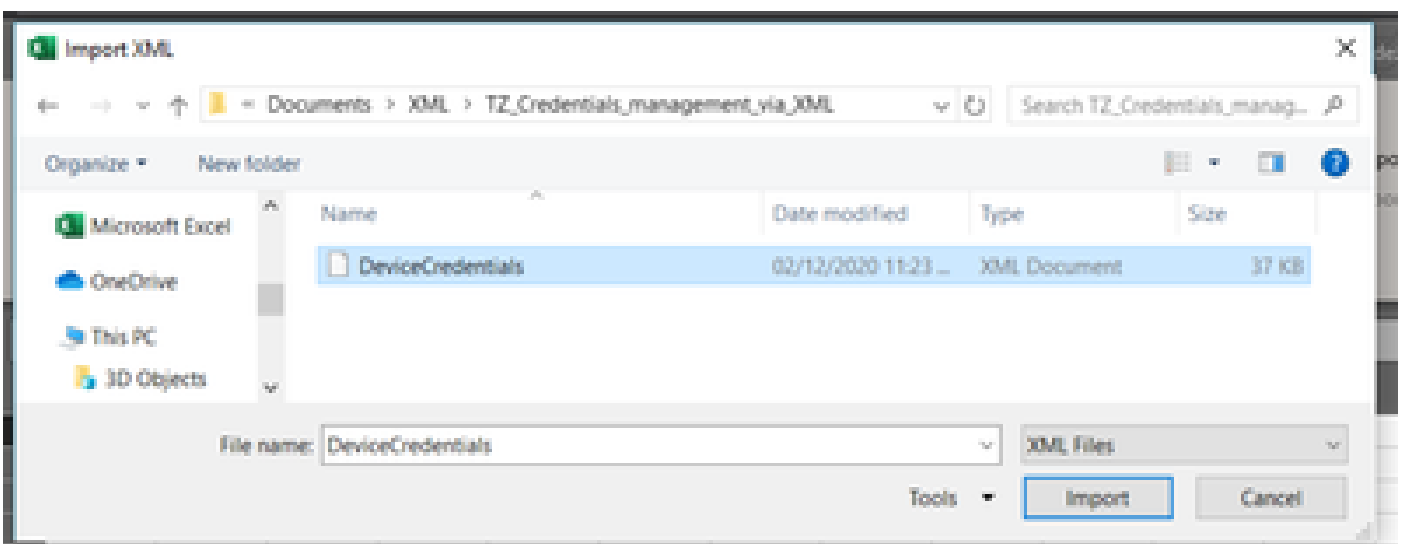 Import XML
« Documents > XML > TZ_Credentials_management_via_XML
Search TZ_Credentials_manag...
Organize
New folder
?
Name
Date modified
Type
Size
Microsoft Excel
OneDrive
This PC
3D Objects
DeviceCredentials
02/12/2020 11:23 ...
XML Document
37 KB
File name:
DeviceCredentials
XML Files
Tools
Import
Cancel